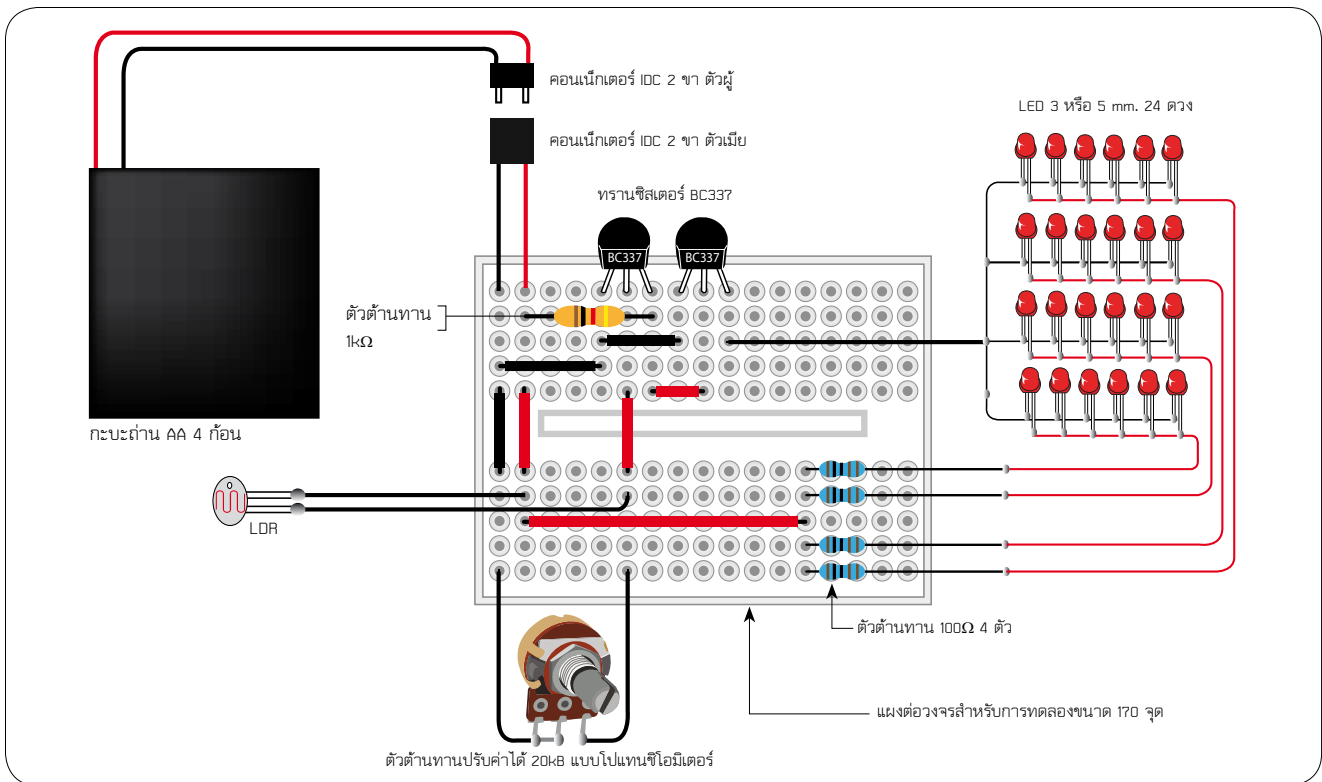 คอนเน็กเตอร์ IDC 2 ขา ตัวผู้
LED 3 หรือ 5 mm. 24 ดวง
คอนเน็กเตอร์ IDC 2 ขา ตัวเมีย
ทรานซิสเตอร์ BC337
BC337
BC337
ตัวต้านทาน
1kΩ
กะบะถ่าน AA 4 ก้อน
LDR
ตัวต้านทาน 100Ω 4 ตัว
แผงต่อวงจรสำหรับการทดลองขนาด 170 จุด
ตัวต้านทานปรับค่าได้ 20kB แบบโปแทนชิโอมิเตอร์